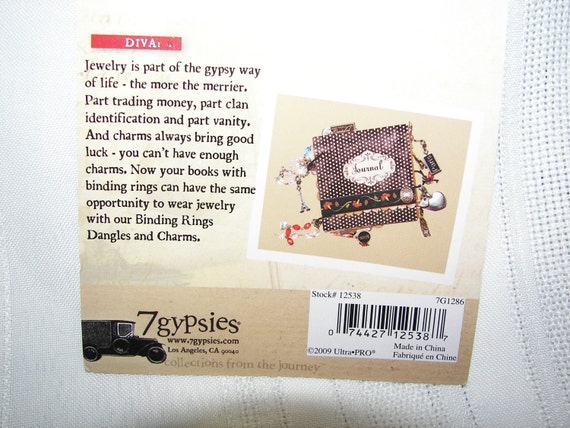 DIVA:
Jewelry is part of the gypsy way
of life - the more the merrier.
Part trading money, part clan
identification and part vanity.
And charms always bring good
luck - you can't have enough
charms. Now your books with
binding rings can have the same
opportunity to wear jewelry
with our Binding Rings
Dangles and Charms.
Journal
Stock# 12538
7G1286
0 74427 12538 7
©2009 Ultra•PRO®
Made in China
Fabriqué en Chine
7gypsies®
www.7gypsies.com
Los Angeles, CA 90040
collections from the journey